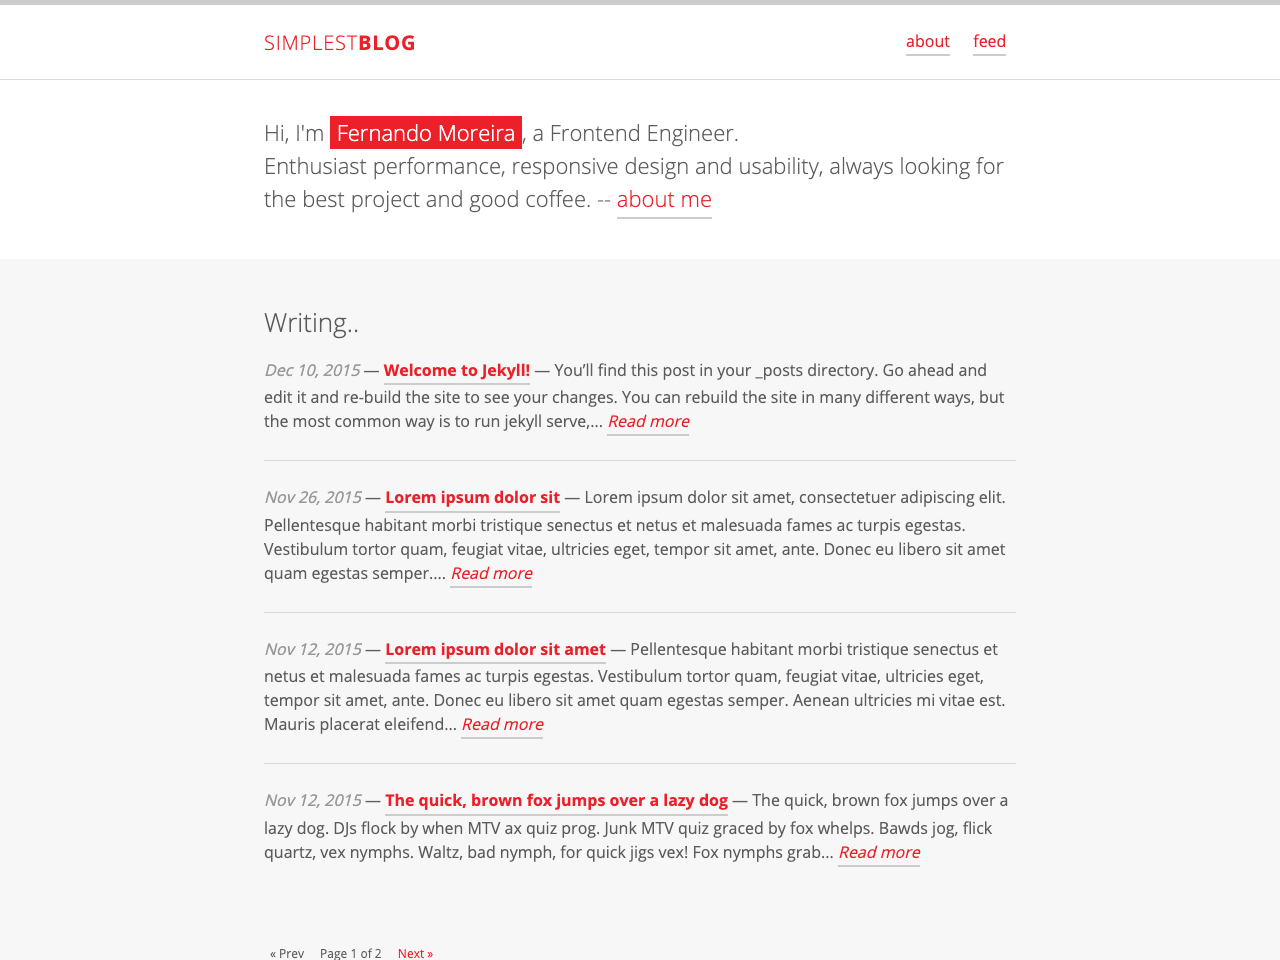 SIMPLESTBLOG
about feed
Hi, I'm Fernando Moreira , a Frontend Engineer.
Enthusiast performance, responsive design and usability, always looking for
the best project and good coffee. -- about me
Writing..
Dec 10, 2015 — Welcome to Jekyll! — You’ll find this post in your _posts directory. Go ahead and
edit it and re-build the site to see your changes. You can rebuild the site in many different ways, but
the most common way is to run jekyll serve,... Read more
Nov 26, 2015 — Lorem ipsum dolor sit — Lorem ipsum dolor sit amet, consectetuer adipiscing elit.
Pellentesque habitant morbi tristique senectus et netus et malesuada fames ac turpis egestas.
Vestibulum tortor quam, feugiat vitae, ultricies eget, tempor sit amet, ante. Donec eu libero sit amet
quam egestas semper.... Read more
Nov 12, 2015 — Lorem ipsum dolor sit amet — Pellentesque habitant morbi tristique senectus et
netus et malesuada fames ac turpis egestas. Vestibulum tortor quam, feugiat vitae, ultricies eget,
tempor sit amet, ante. Donec eu libero sit amet quam egestas semper. Aenean ultricies mi vitae est.
Mauris placerat eleifend... Read more
Nov 12, 2015 — The quick, brown fox jumps over a lazy dog — The quick, brown fox jumps over a
lazy dog. DJs flock by when MTV ax quiz prog. Junk MTV quiz graced by fox whelps. Bawds jog, flick
quartz, vex nymphs. Waltz, bad nymph, for quick jigs vex! Fox nymphs grab... Read more
« Prev Page 1 of 2 Next »